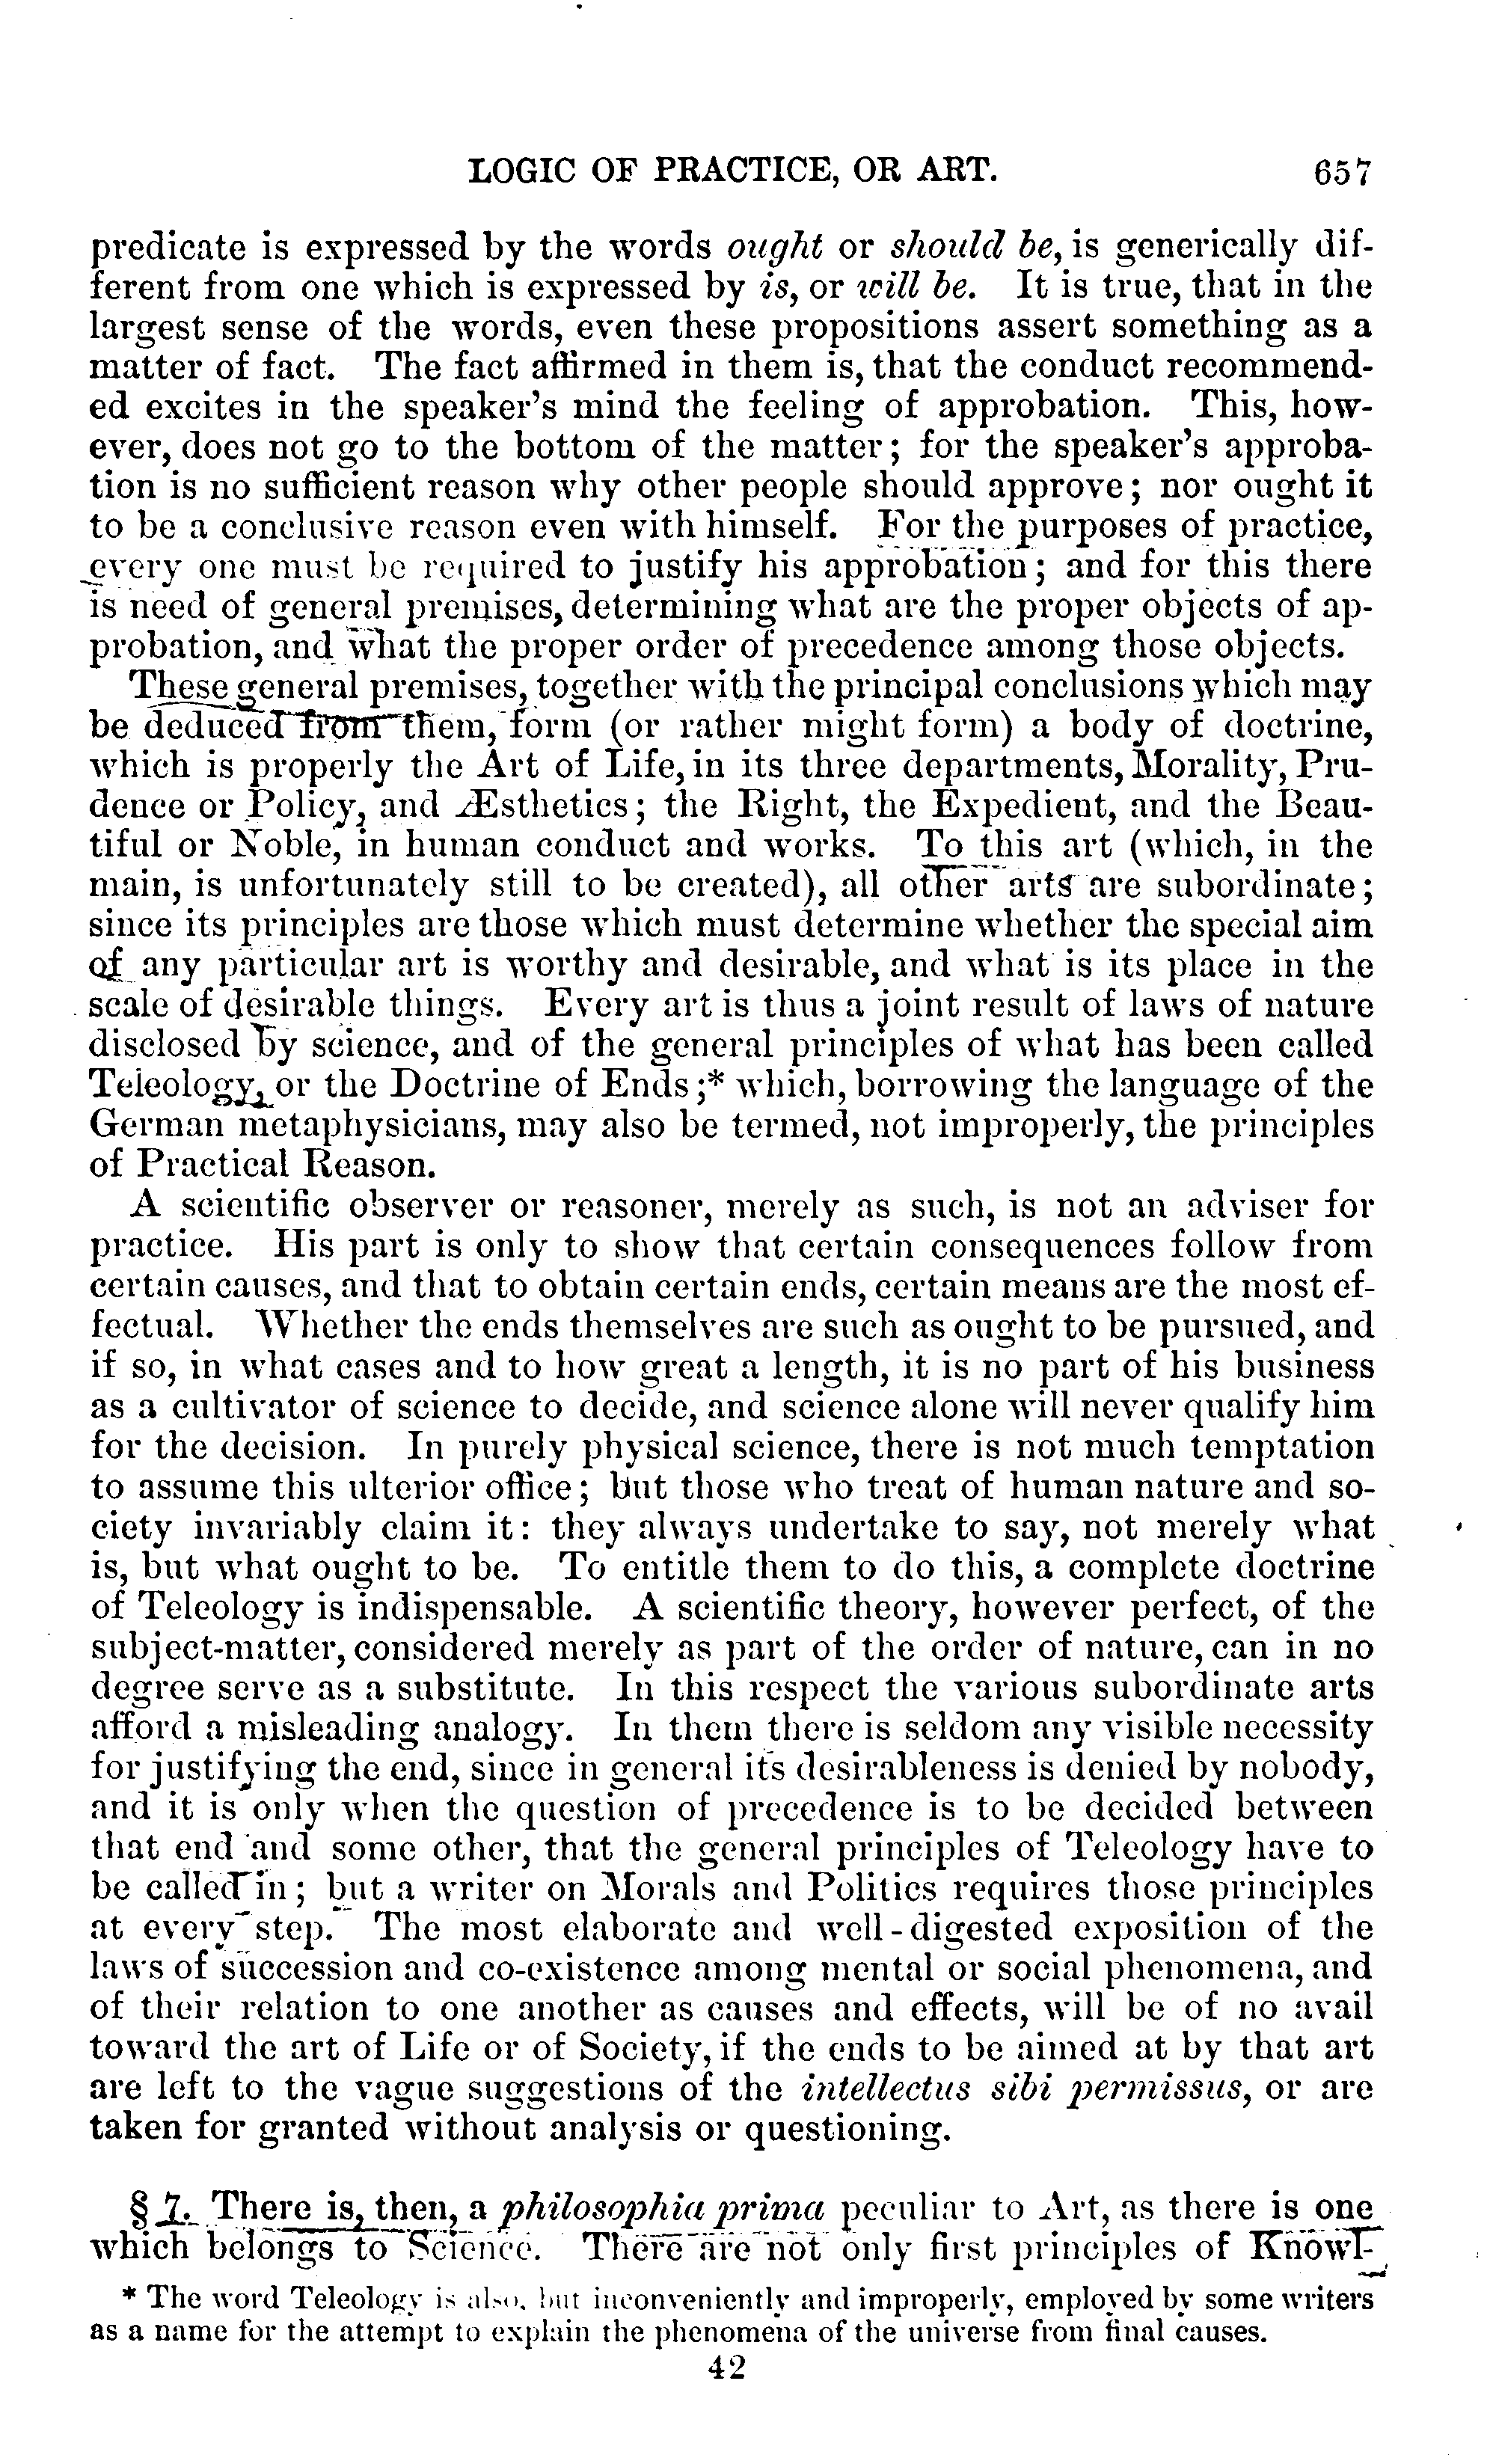 LOGIC OF PRACTICE, OR ART. 657
predicate is expressed by the words ought or should be, is generically dif-
ferent from one which is expressed by is, or will be. It is true, that in the
largest sense of the words, even these propositions assert something as a
matter of fact. The fact affirmed in them is, that the conduct recommend-
ed excites in the speaker's mind the feeling of approbation. This, how-
ever, does not go to the bottom of the matter; for the speaker's approba-
tion is no sufficient reason why other people should approve; nor ought it
to be a conclusive reason even with himself. For the purposes of practice,
every one must be required to justify his approbation; and for this there
is need of general premises, determining what are the proper objects of ap-
probation, and what the proper order of precedence among those objects.
These general premises, together with the principal conclusions which may
be deduced from them, form (or rather might form) a body of doctrine,
which is properly the Art of Life, in its three departments, Morality, Pru-
dence or Policy, and Æsthetics; the Right, the Expedient, and the Beau-
tiful or Noble, in human conduct and works. To this art (which, in the
main, is unfortunately still to be created), all other arts are subordinate;
since its principles are those which must determine whether the special aim
of any particular art is worthy and desirable, and what is its place in the
scale of desirable things. Every art is thus a joint result of laws of nature
disclosed by science, and of the general principles of what has been called
Teleology, or the Doctrine of Ends;* which, borrowing the language of the
German metaphysicians, may also be termed, not improperly, the principles
of Practical Reason.
A scientific observer or reasoner, merely as such, is not an adviser for
practice. His part is only to show that certain consequences follow from
certain causes, and that to obtain certain ends, certain means are the most ef-
fectual. Whether the ends themselves are such as ought to be pursued, and
if so, in what cases and to how great a length, it is no part of his business
as a cultivator of science to decide, and science alone will never qualify him
for the decision. In purely physical science, there is not much temptation
to assume this ulterior office; but those who treat of human nature and so-
ciety invariably claim it: they always undertake to say, not merely what
is, but what ought to be. To entitle them to do this, a complete doctrine
of Teleology is indispensable. A scientific theory, however perfect, of the
subject-matter, considered merely as part of the order of nature, can in no
degree serve as a substitute. In this respect the various subordinate arts
afford a misleading analogy. In them there is seldom any visible necessity
for justifying the end, since in general its desirableness is denied by nobody,
and it is only when the question of precedence is to be decided between
that end and some other, that the general principles of Teleology have to
be called in; but a writer on Morals and Politics requires those principles
at every step. The most elaborate and well-digested exposition of the
laws of succession and co-existence among mental or social phenomena, and
of their relation to one another as causes and effects, will be of no avail
toward the art of Life or of Society, if the ends to be aimed at by that art
are left to the vague suggestions of the intellectus sibi permissus, or are
taken for granted without analysis or questioning.
§ 7. There is, then, a philosophia prima peculiar to Art, as there is one
which belongs to Science. There are not only first principles of Knowl-
* The word Teleology is also, but inconveniently and improperly, employed by some writers
as a name for the attempt to explain the phenomena of the universe from final causes.
42